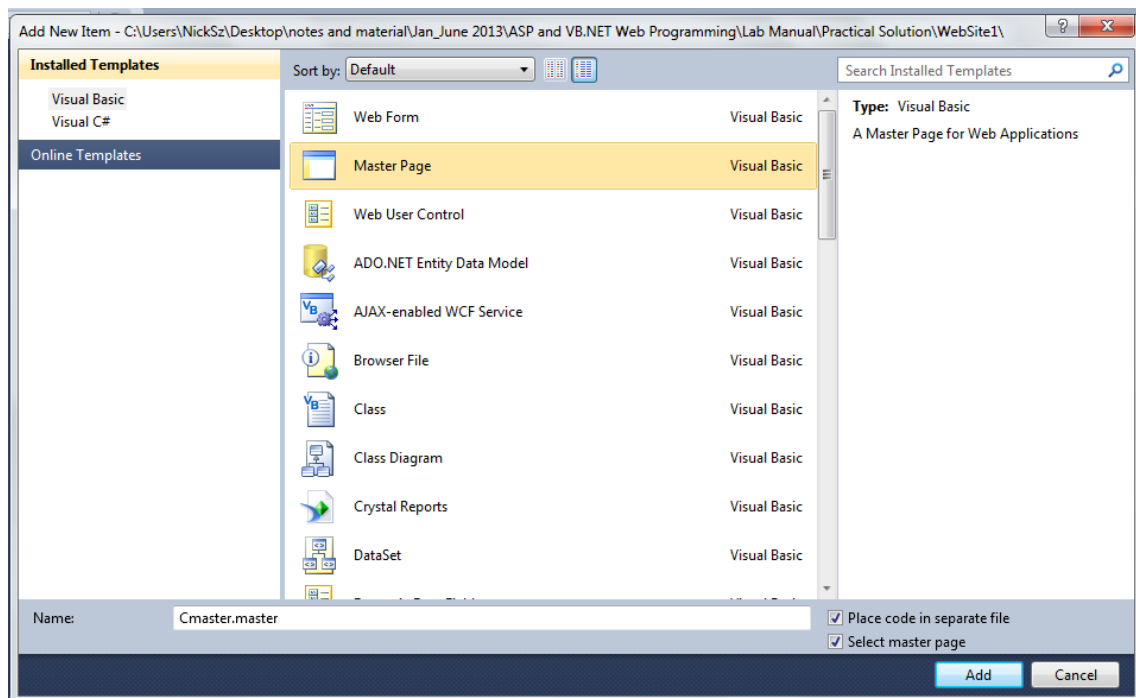 Add New Item - C:\Users\NickSz\Desktop\notes and material\Jan_June 2013\ASP and VB.NET Web Programming\Lab Manual\Practical Solution\WebSite1\
Installed Templates
Visual Basic
Visual C#
Online Templates
Sort by: Default
Search Installed Templates
Web Form Visual Basic
Master Page Visual Basic
Web User Control Visual Basic
ADO.NET Entity Data Model Visual Basic
AJAX-enabled WCF Service Visual Basic
Browser File Visual Basic
Class Visual Basic
Class Diagram Visual Basic
Crystal Reports Visual Basic
DataSet Visual Basic
Type: Visual Basic
A Master Page for Web Applications
Name: Cmaster.master
Place code in separate file
Select master page
Add Cancel